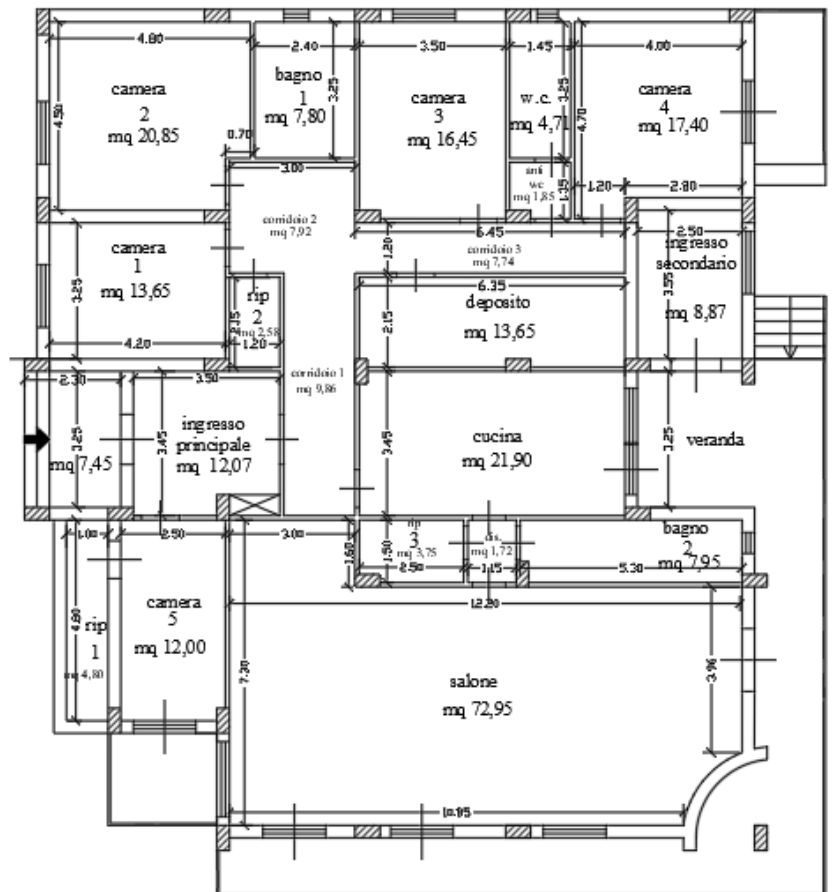 4.80
2.40
3.50
1.45
4.00
camera
2
mq 20,85
4.50
bagno
1
mq 7,80
3.25
camera
3
mq 16,45
w.c.
mq 4,71
3.25
4.70
camera
4
mq 17,40
0.70
3.00
anti
wc
mq 1,85
1.35
1.20
2.80
corridoio 2
mq 7,92
6.45
corridoio 3
mq 7,74
1.20
2.50
ingresso
secondario
mq 8,87
3.55
camera
1
mq 13,65
3.25
4.20
rip
2
mq 2,58
2.15
1.20
6.35
deposito
mq 13,65
2.15
corridoio 1
mq 9,86
2.30
3.50
3.25
mq 7,45
3.45
ingresso
principale
mq 12,07
cucina
mq 21,90
3.45
3.25
veranda
1.00
2.50
3.00
1.60
1.50
rip
3
mq 3,75
2.50
dis.
mq 1,72
1.15
bagno
2
mq 7,95
5.30
camera
5
mq 12,00
4.80
rip
1
mq 4,80
12.20
7.30
3.96
salone
mq 72,95
10.85